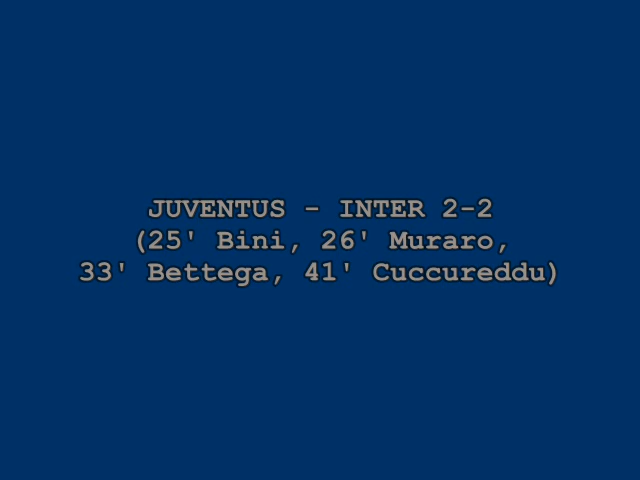 JUVENTUS - INTER 2-2
(25' Bini, 26' Muraro,
33' Bettega, 41' Cuccureddu)